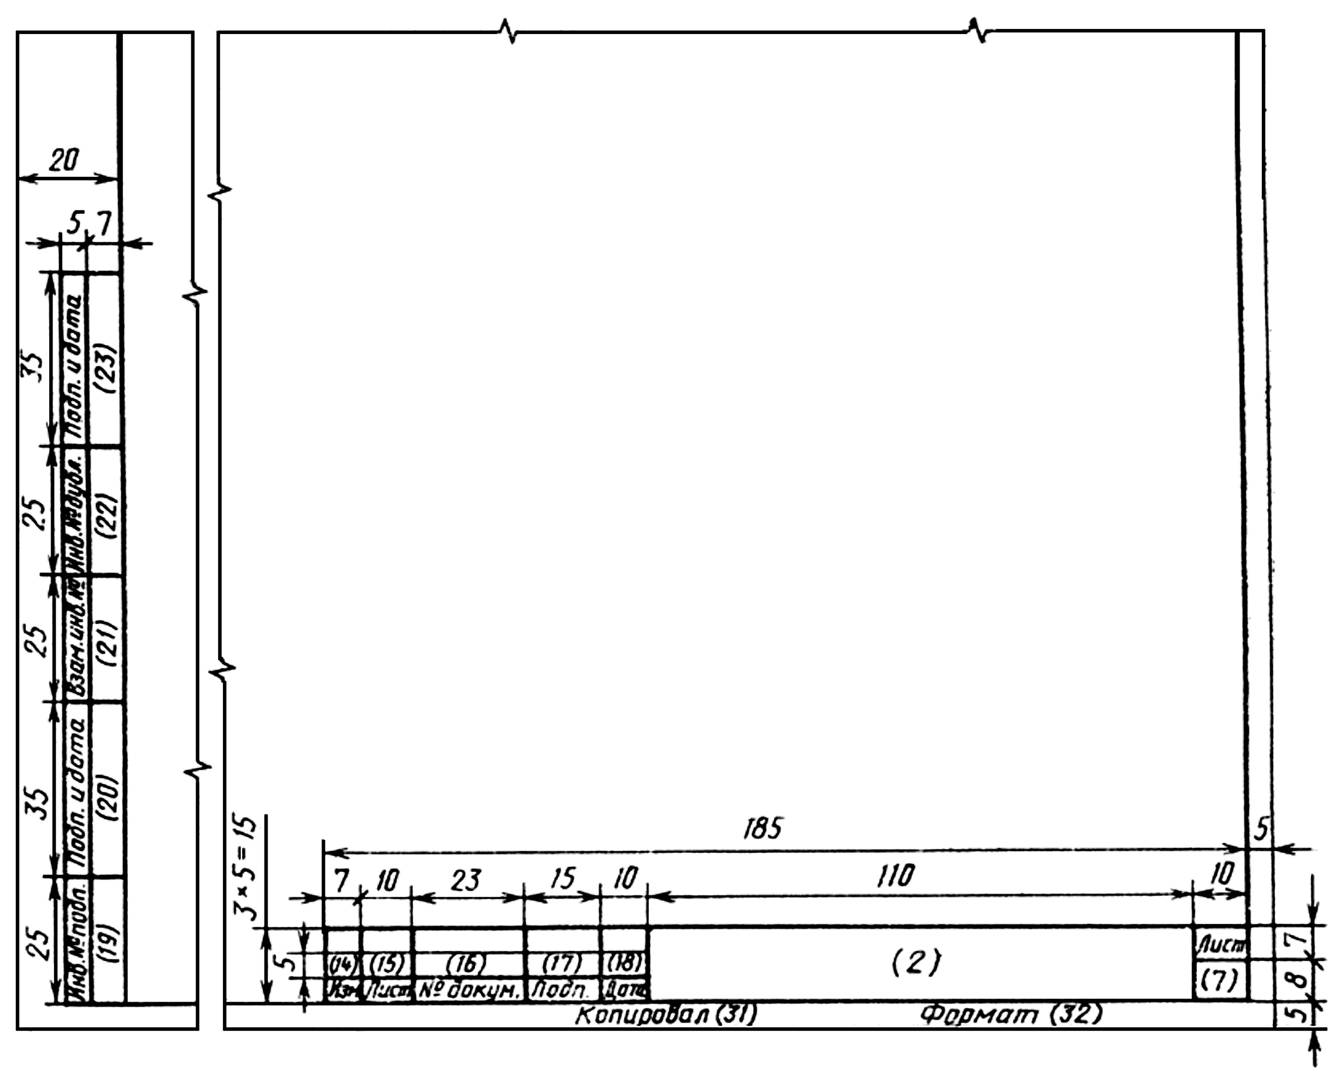 20
5 7
35 Подп. и дата (23)
25 Инв.№ дубл. (22)
25 Взам.инв.№ (21)
35 Подп. и дата (20)
25 Инв.№ подп. (19)
185 5
7 10 23 15 10 110 10
3×5=15
5
(14) (15) (16) (17) (18)
Изм Лист № докум. Подп. Дата
(2)
Лист
(7)
7
8
5
Копировал (31) Формат (32)